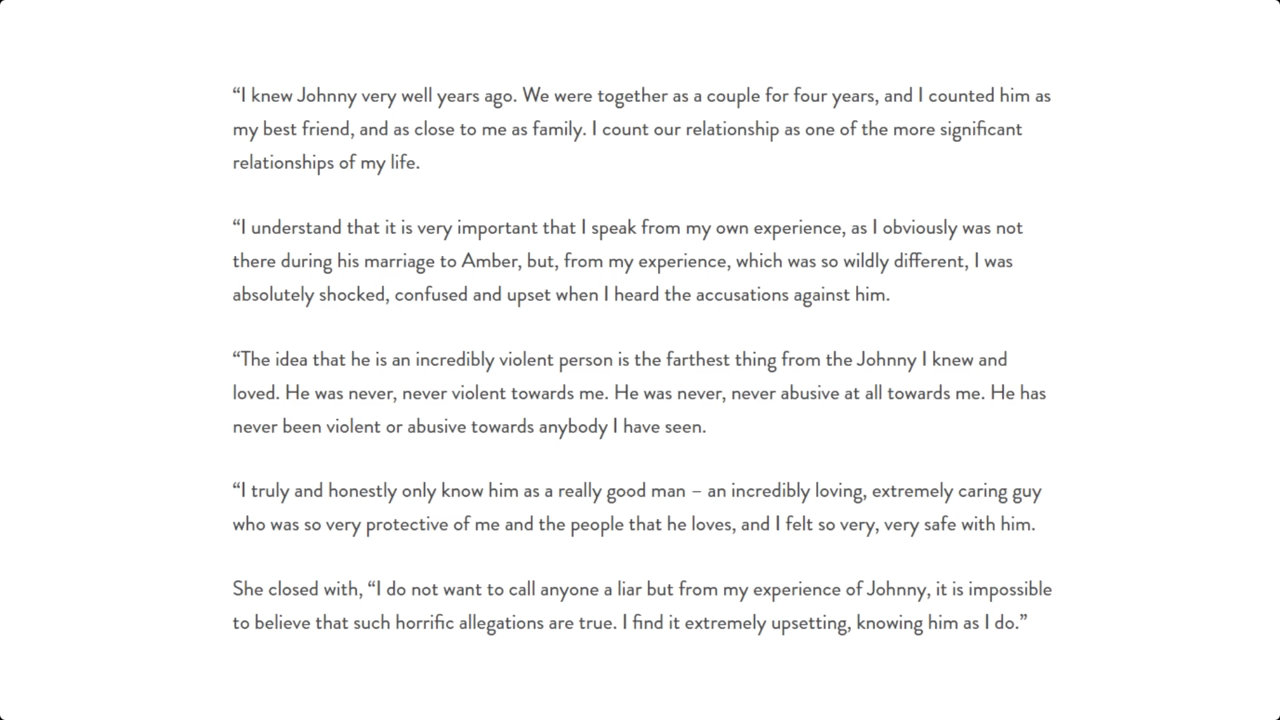 “I knew Johnny very well years ago. We were together as a couple for four years, and I counted him as
my best friend, and as close to me as family. I count our relationship as one of the more significant
relationships of my life.
“I understand that it is very important that I speak from my own experience, as I obviously was not
there during his marriage to Amber, but, from my experience, which was so wildly different, I was
absolutely shocked, confused and upset when I heard the accusations against him.
“The idea that he is an incredibly violent person is the farthest thing from the Johnny I knew and
loved. He was never, never violent towards me. He was never, never abusive at all towards me. He has
never been violent or abusive towards anybody I have seen.
“I truly and honestly only know him as a really good man – an incredibly loving, extremely caring guy
who was so very protective of me and the people that he loves, and I felt so very, very safe with him.
She closed with, “I do not want to call anyone a liar but from my experience of Johnny, it is impossible
to believe that such horrific allegations are true. I find it extremely upsetting, knowing him as I do.”